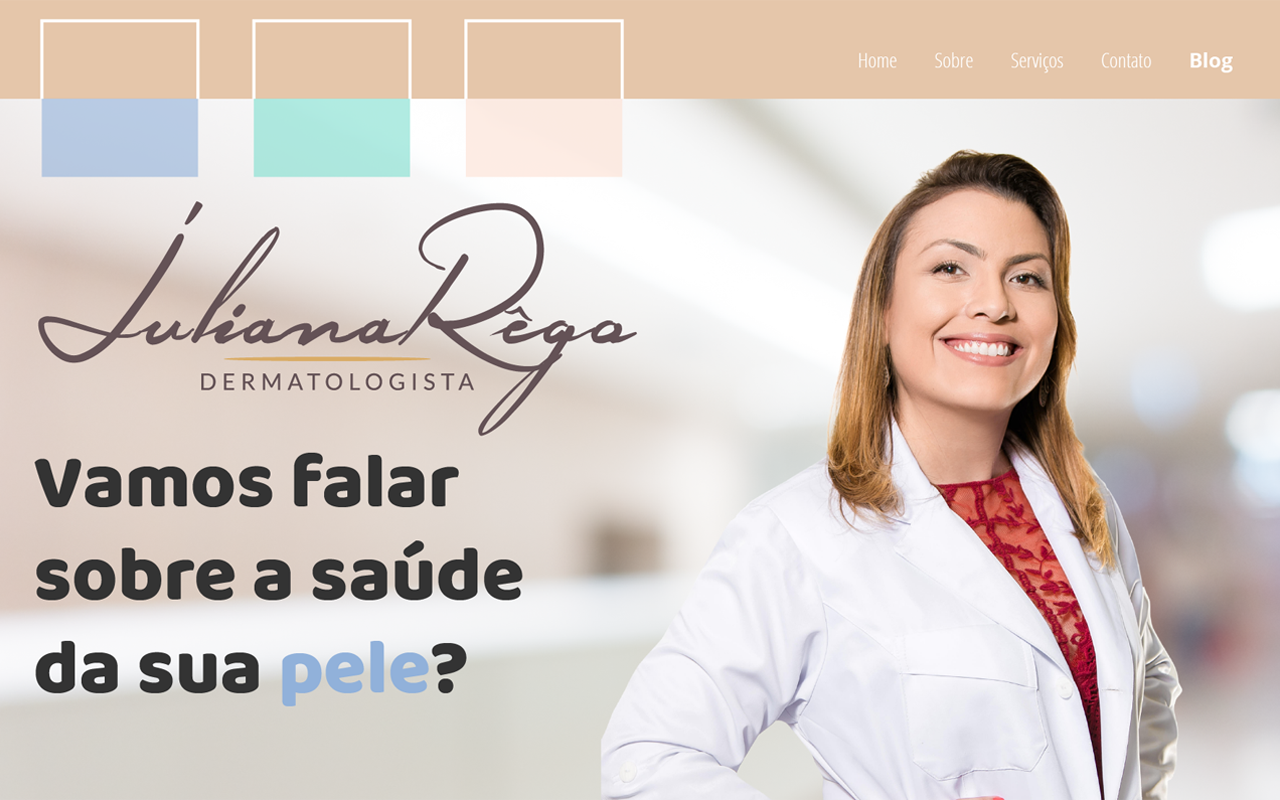 Home Sobre Serviços Contato Blog
Juliana Rêgo
DERMATOLOGISTA
Vamos falar
sobre a saúde
da sua pele?